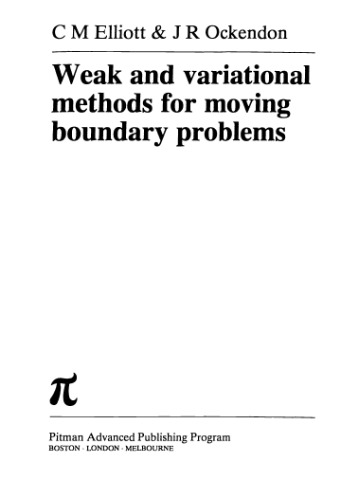 C M Elliott & J R Ockendon
Weak and variational
methods for moving
boundary problems
π
Pitman Advanced Publishing Program
BOSTON · LONDON · MELBOURNE